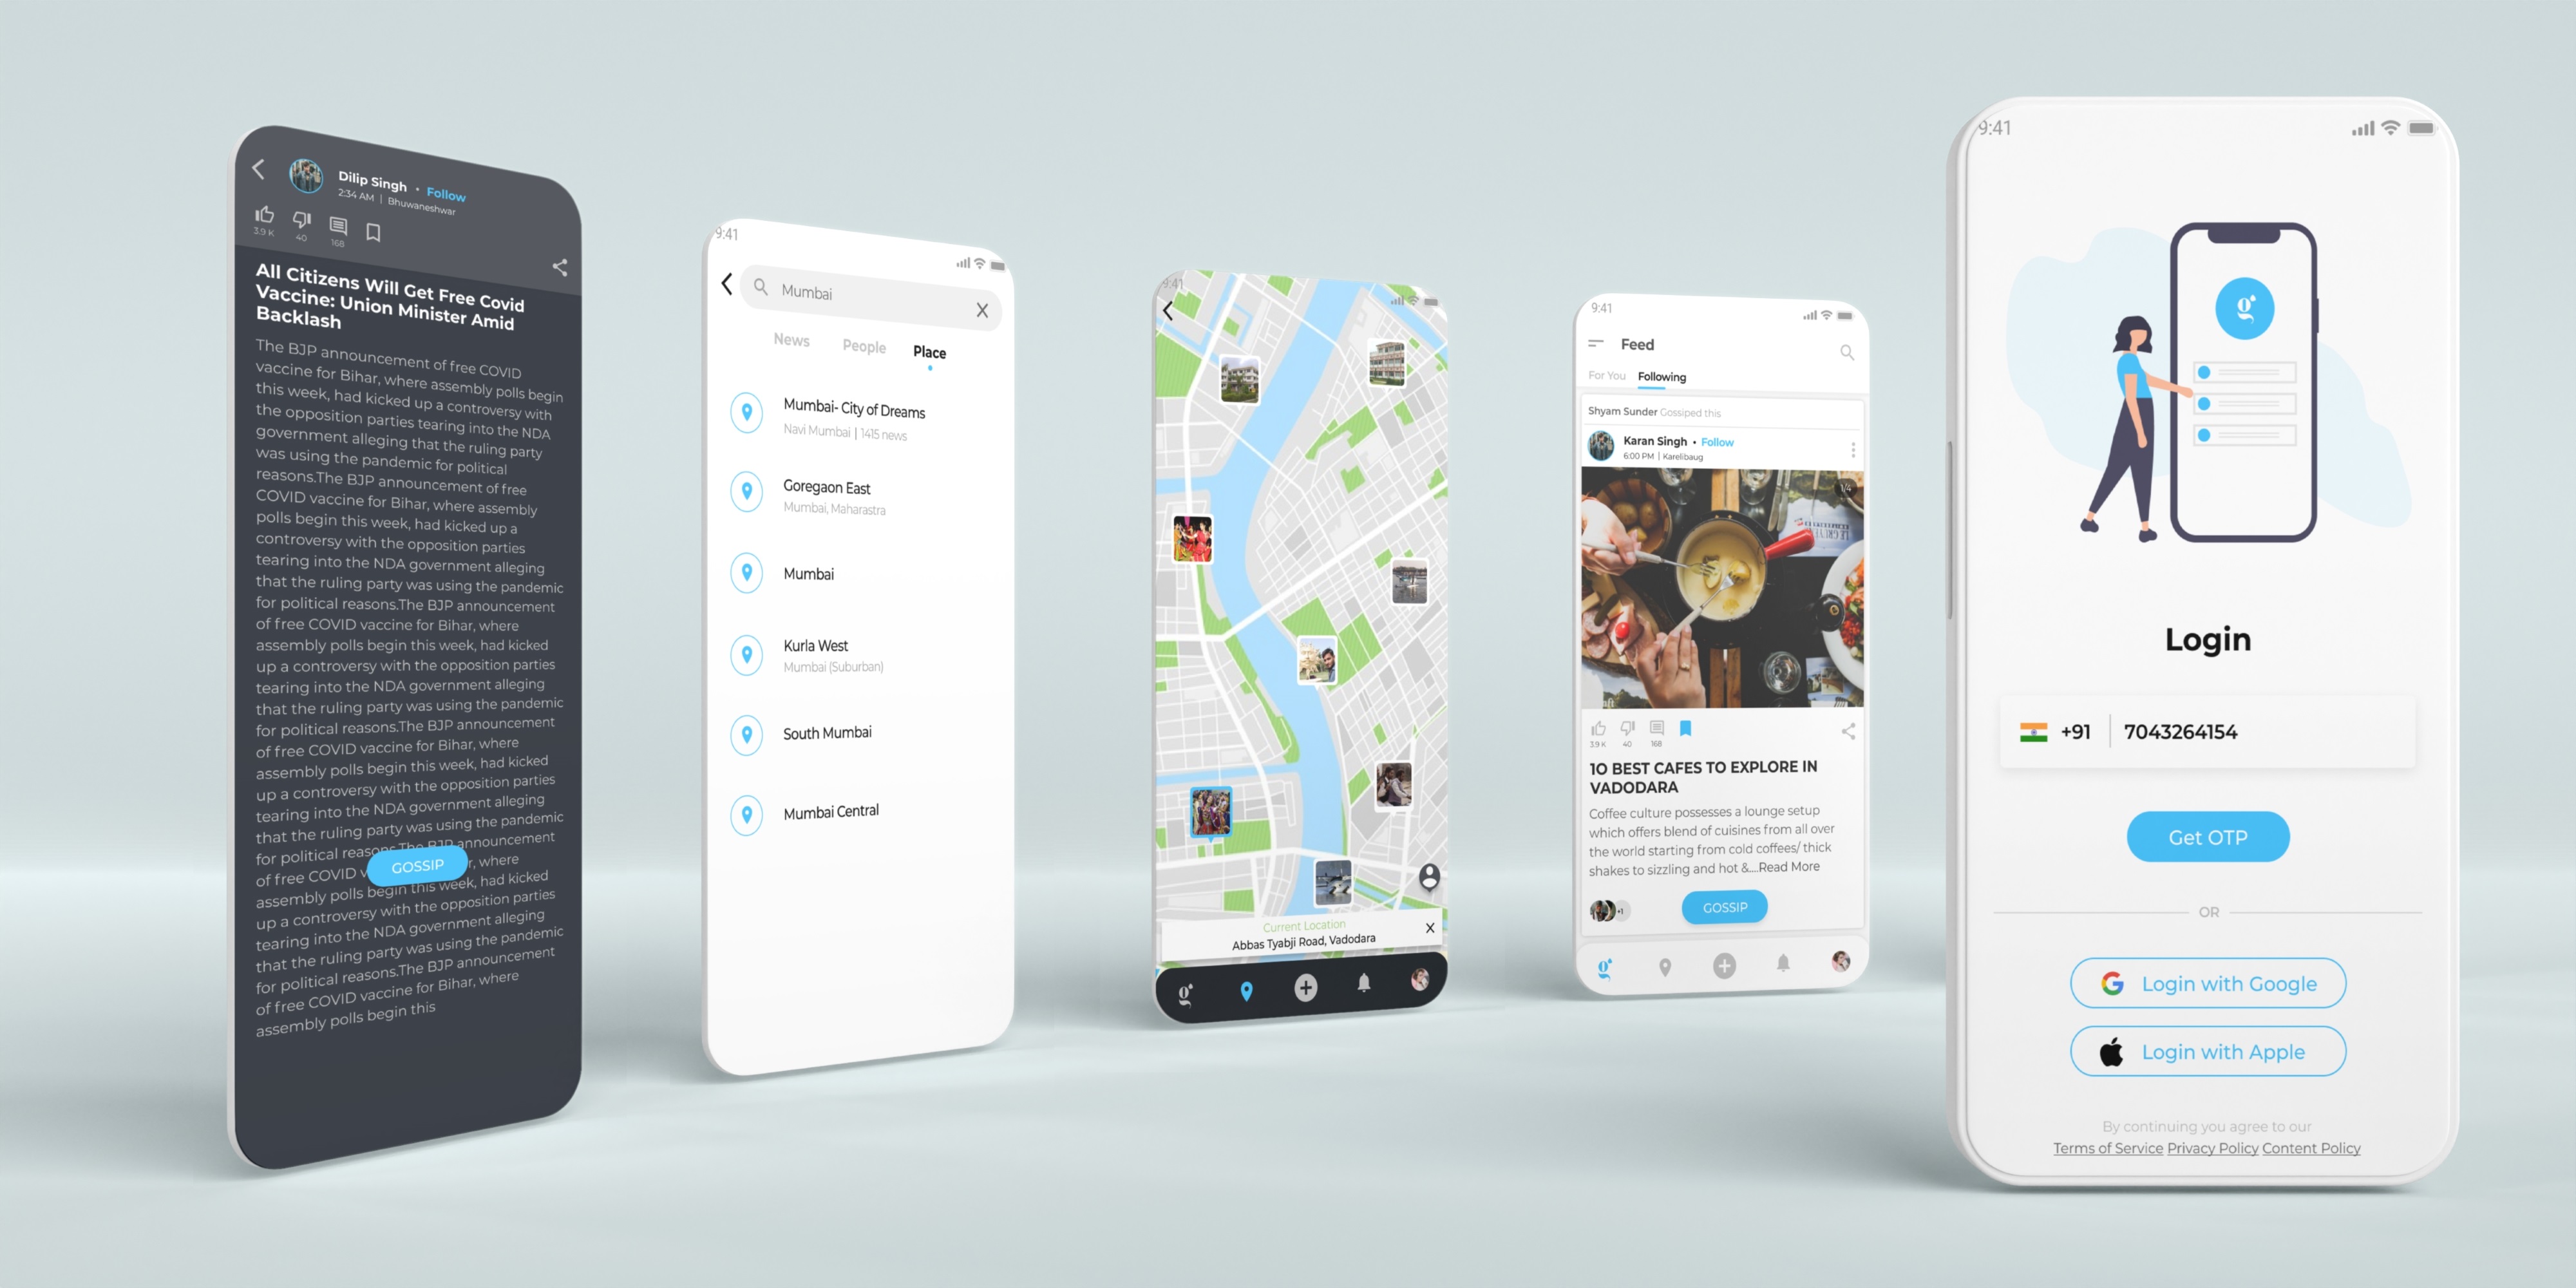 Dilip Singh • Follow
2:34 AM | Bhuwaneshwar
3.9 K 40 168
All Citizens Will Get Free Covid
Vaccine: Union Minister Amid
Backlash
The BJP announcement of free COVID
vaccine for Bihar, where assembly polls begin
this week, had kicked up a controversy with
the opposition parties tearing into the NDA
government alleging that the ruling party
was using the pandemic for political
reasons.The BJP announcement of free
COVID vaccine for Bihar, where assembly
polls begin this week, had kicked up a
controversy with the opposition parties
tearing into the NDA government alleging
that the ruling party was using the pandemic
for political reasons.The BJP announcement
of free COVID vaccine for Bihar, where
assembly polls begin this week, had kicked
up a controversy with the opposition parties
tearing into the NDA government alleging
that the ruling party was using the pandemic
for political reasons.The BJP announcement
of free COVID vaccine for Bihar, where
assembly polls begin this week, had kicked
up a controversy with the opposition parties
tearing into the NDA government alleging
that the ruling party was using the pandemic
for political reasons.The BJP announcement
GOSSIP
of free COVID v r, where
assembly polls begin this week, had kicked
up a controversy with the opposition parties
tearing into the NDA government alleging
that the ruling party was using the pandemic
for political reasons.The BJP announcement
of free COVID vaccine for Bihar, where
assembly polls begin this
9:41
Mumbai
X
News People Place
Mumbai- City of Dreams
Navi Mumbai | 1415 news
Goregaon East
Mumbai, Maharastra
Mumbai
Kurla West
Mumbai (Suburban)
South Mumbai
Mumbai Central
9:41
Current Location
X
Abbas Tyabji Road, Vadodara
g
9:41
Feed
For You Following
Shyam Sunder Gossiped this
Karan Singh • Follow
6:00 PM | Karelibaug
1/4
3.9 K 40 168
10 BEST CAFES TO EXPLORE IN
VADODARA
Coffee culture possesses a lounge setup
which offers blend of cuisines from all over
the world starting from cold coffees/ thick
shakes to sizzling and hot &....Read More
+1
GOSSIP
g
9:41
g
Login
+91 7043264154
Get OTP
OR
G Login with Google
Login with Apple
By continuing you agree to our
Terms of Service Privacy Policy Content Policy